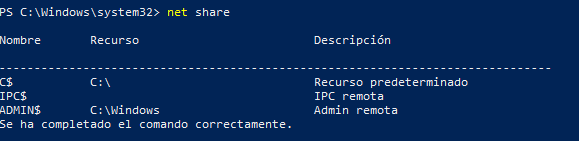 PS C:\Windows\system32> net share
Nombre Recurso Descripción
-------------------------------------------------------------------------------
C$ C:\ Recurso predeterminado
IPC$ IPC remota
ADMIN$ C:\Windows Admin remota
Se ha completado el comando correctamente.